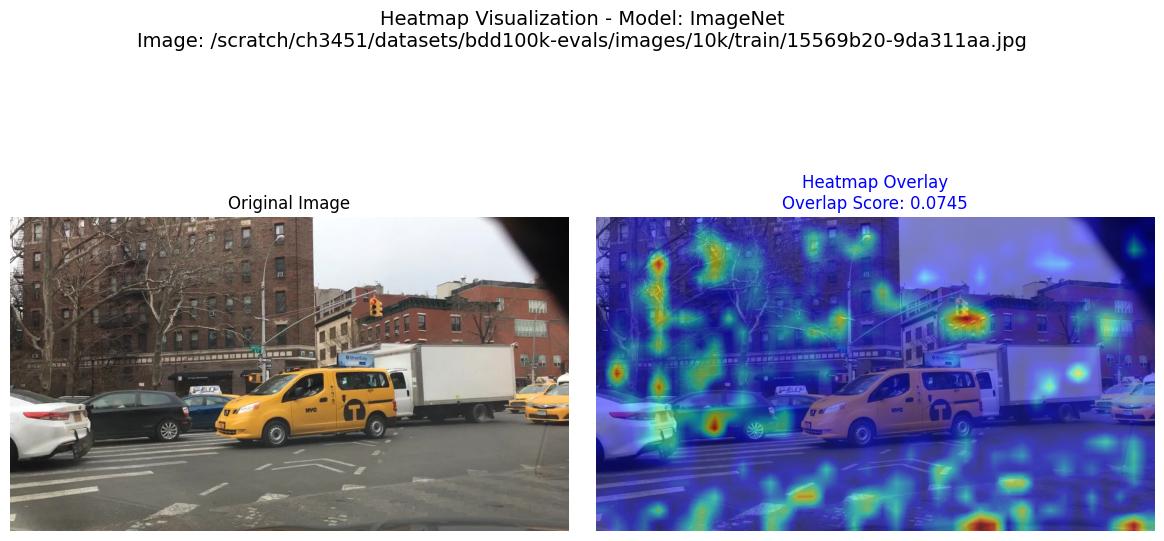 Heatmap Visualization - Model: ImageNet
Image: /scratch/ch3451/datasets/bdd100k-evals/images/10k/train/15569b20-9da311aa.jpg
Original Image
Heatmap Overlay
Overlap Score: 0.0745
NYC
T
NYC
T